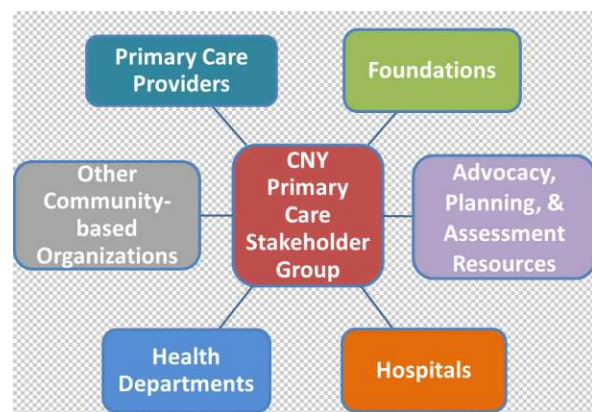 Primary Care
Providers
Foundations
Other
Community-
based
Organizations
CNY
Primary
Care
Stakeholder
Group
Advocacy,
Planning, &
Assessment
Resources
Health
Departments
Hospitals